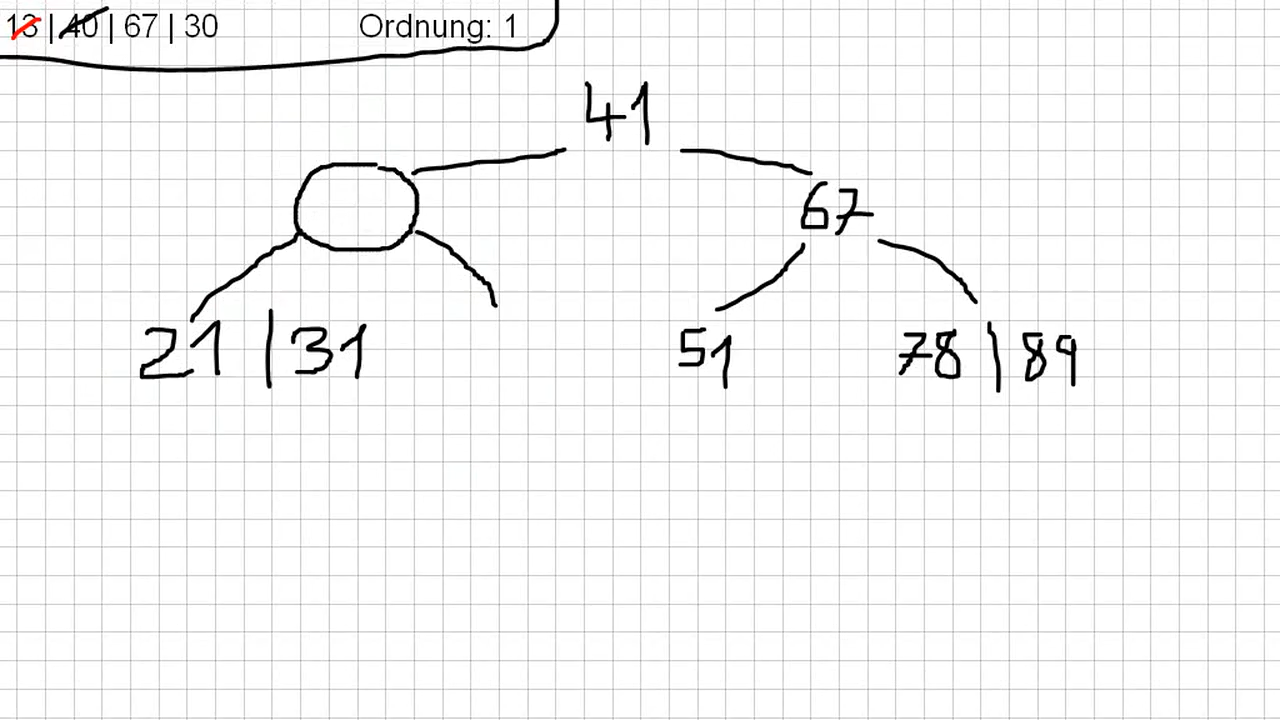 13 | 40 | 67 | 30 Ordnung: 1
41
67
21 | 31 51 78 | 89